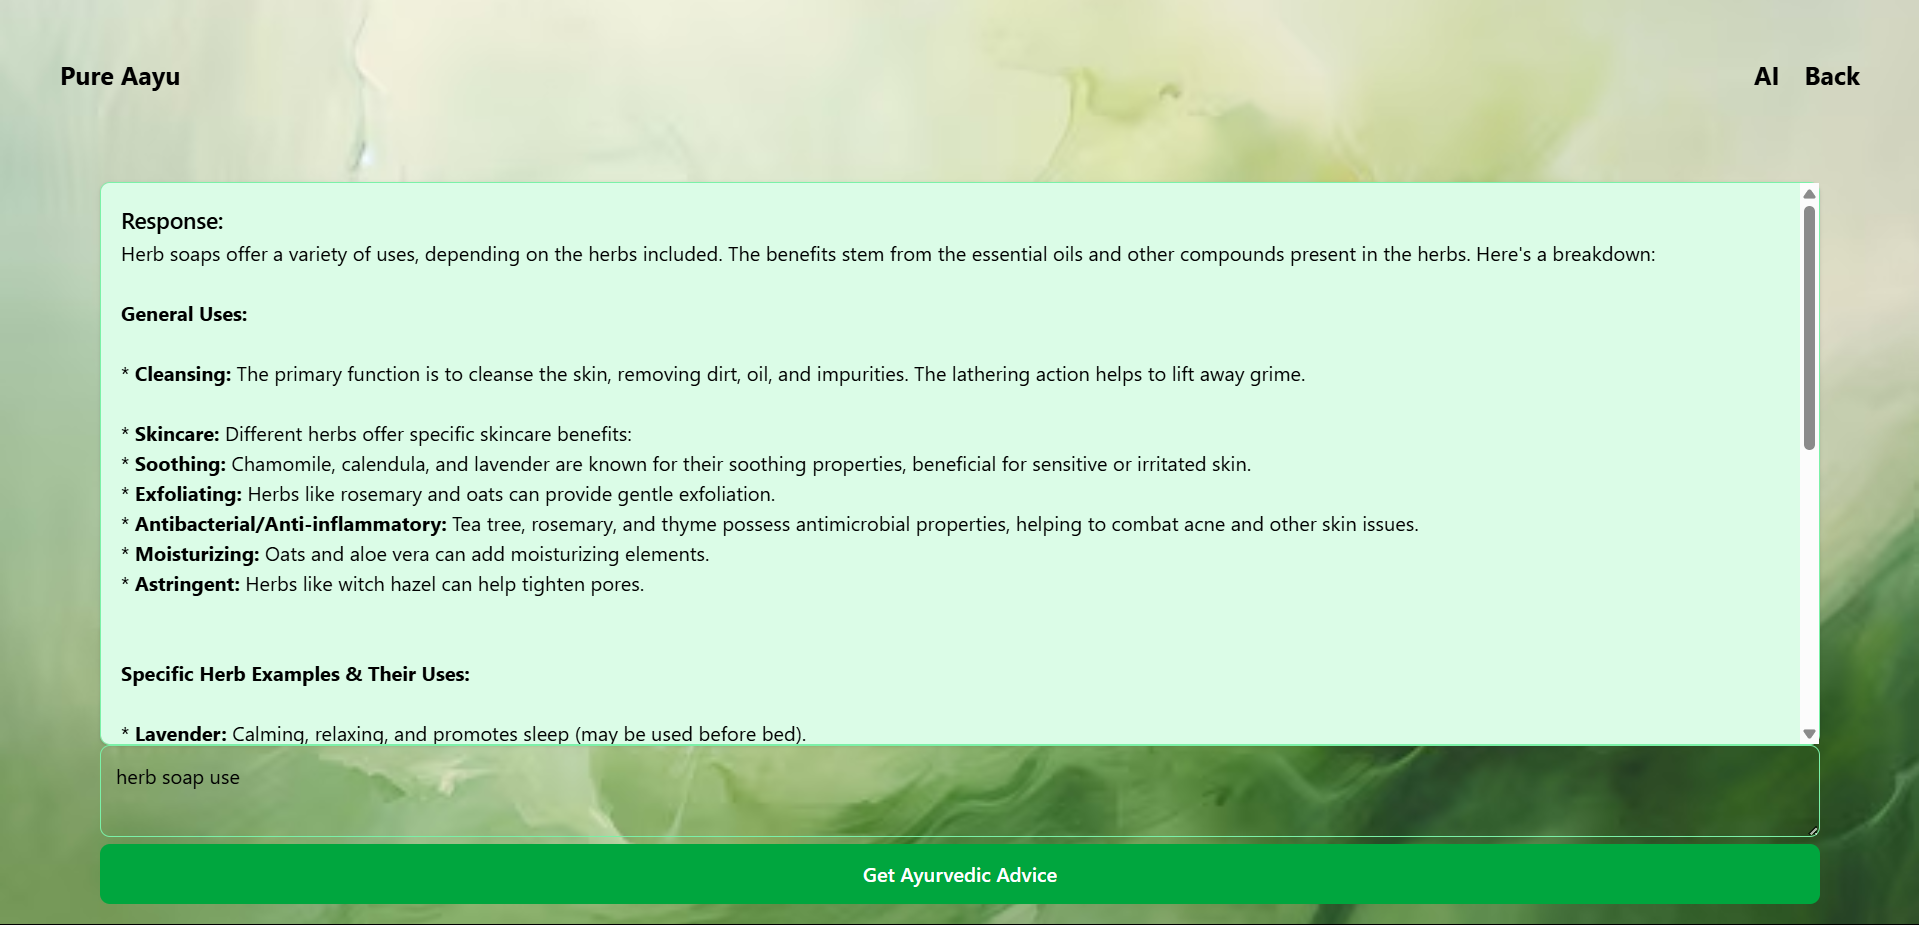 Pure Aayu
AI Back
Response:
Herb soaps offer a variety of uses, depending on the herbs included. The benefits stem from the essential oils and other compounds present in the herbs. Here's a breakdown:
General Uses:
* Cleansing: The primary function is to cleanse the skin, removing dirt, oil, and impurities. The lathering action helps to lift away grime.
* Skincare: Different herbs offer specific skincare benefits:
* Soothing: Chamomile, calendula, and lavender are known for their soothing properties, beneficial for sensitive or irritated skin.
* Exfoliating: Herbs like rosemary and oats can provide gentle exfoliation.
* Antibacterial/Anti-inflammatory: Tea tree, rosemary, and thyme possess antimicrobial properties, helping to combat acne and other skin issues.
* Moisturizing: Oats and aloe vera can add moisturizing elements.
* Astringent: Herbs like witch hazel can help tighten pores.
Specific Herb Examples & Their Uses:
* Lavender: Calming, relaxing, and promotes sleep (may be used before bed).
herb soap use
Get Ayurvedic Advice